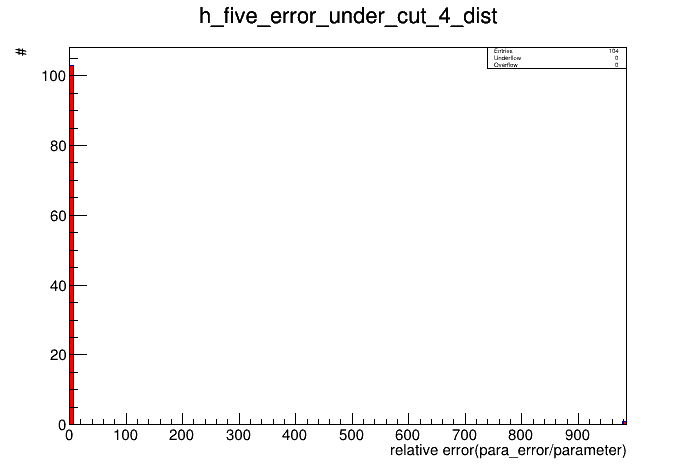 h_five_error_under_cut_4_dist
#
Entries 104
Underflow 0
Overflow 0
100
80
60
40
20
0
0 100 200 300 400 500 600 700 800 900
relative error(para_error/parameter)